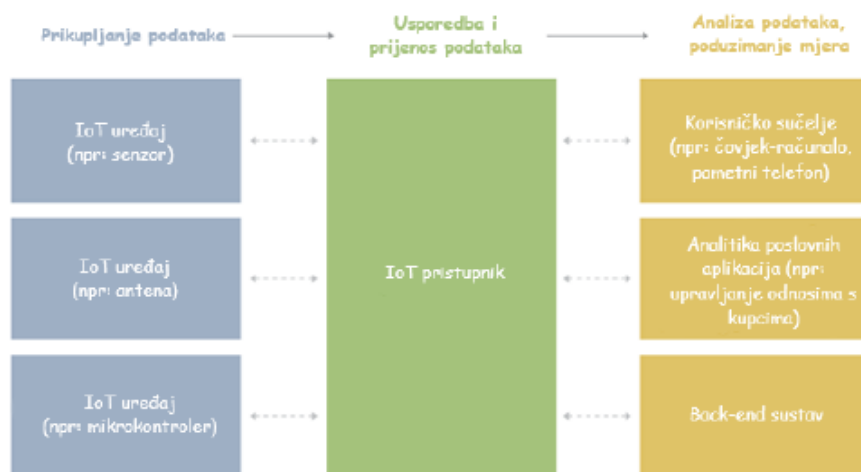 Prikupljanje podataka
Usporedba i
prijenos podataka
Analiza podataka,
poduzimanje mjera
IoT uređaj
(npr: senzor)
IoT uređaj
(npr: antena)
IoT uređaj
(npr: mikrokontroler)
IoT pristupnik
Korisničko sučelje
(npr: čovjek-računalo,
pametni telefon)
Analitika poslovnih
aplikacija (npr:
upravljanje odnosima s
kupcima)
Back-end sustav